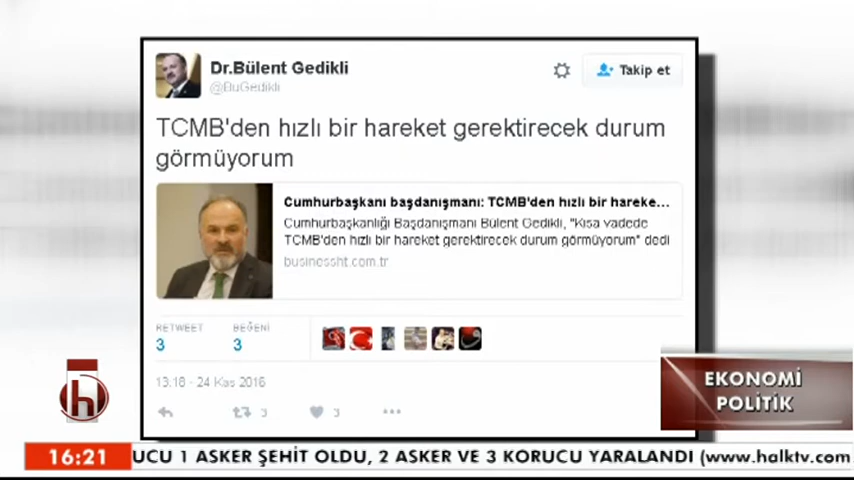 Dr.Bülent Gedikli
@BuGedikli
Takip et
TCMB'den hızlı bir hareket gerektirecek durum
görmüyorum
Cumhurbaşkanı başdanışmanı: TCMB'den hızlı bir hareke...
Cumhurbaşkanlığı Başdanışmanı Bülent Gedikli, "Kısa vadede
TCMB'den hızlı bir hareket gerektirecek durum görmüyorum" dedi
businessht.com.tr
RETWEET
BEĞENİ
3
3
13:18 - 24 Kas 2016
3
3
h
EKONOMİ
POLİTİK
16:21
UCU 1 ASKER ŞEHİT OLDU, 2 ASKER VE 3 KORUCU YARALANDI (www.halktv.com